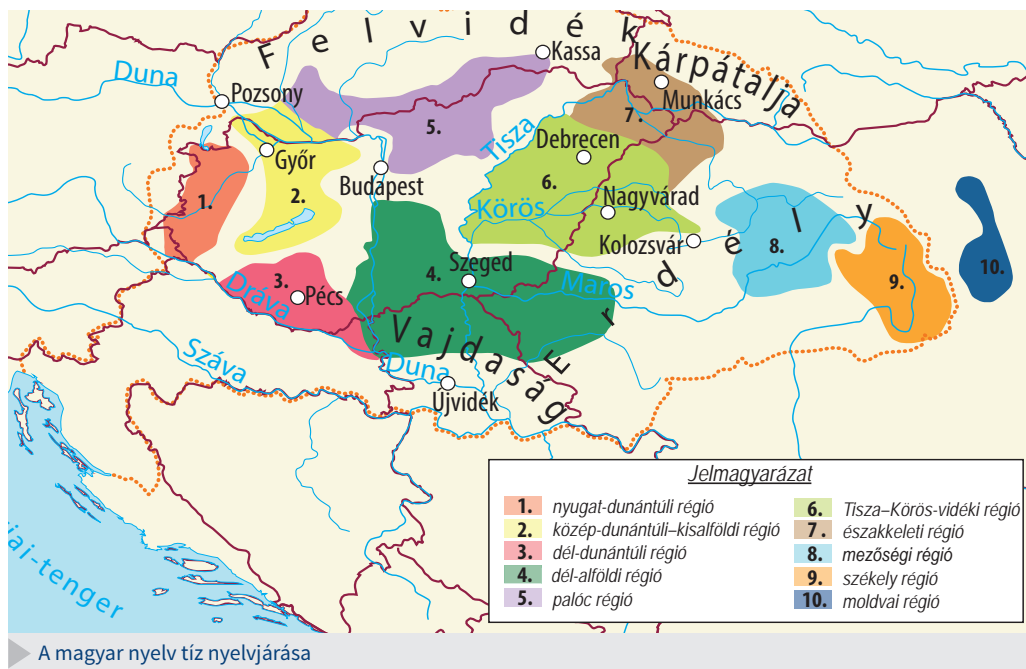 Felvidék
Kassa
Kárpátalja
Duna
Pozsony
Munkács
5.
7.
Tisza
Debrecen
Győr
Budapest
6.
1.
2.
Nagyvárad
Körös
Kolozsvár
8.
Erdély
3.
Pécs
4.
Szeged
Maros
9.
10.
Dráva
Vajdaság
Száva
Duna
Újvidék
iai-tenger
Jelmagyarázat
1. nyugat-dunántúli régió
2. közép-dunántúli–kisalföldi régió
3. dél-dunántúli régió
4. dél-alföldi régió
5. palóc régió
6. Tisza–Körös-vidéki régió
7. északkeleti régió
8. mezőségi régió
9. székely régió
10. moldvai régió
A magyar nyelv tíz nyelvjárása